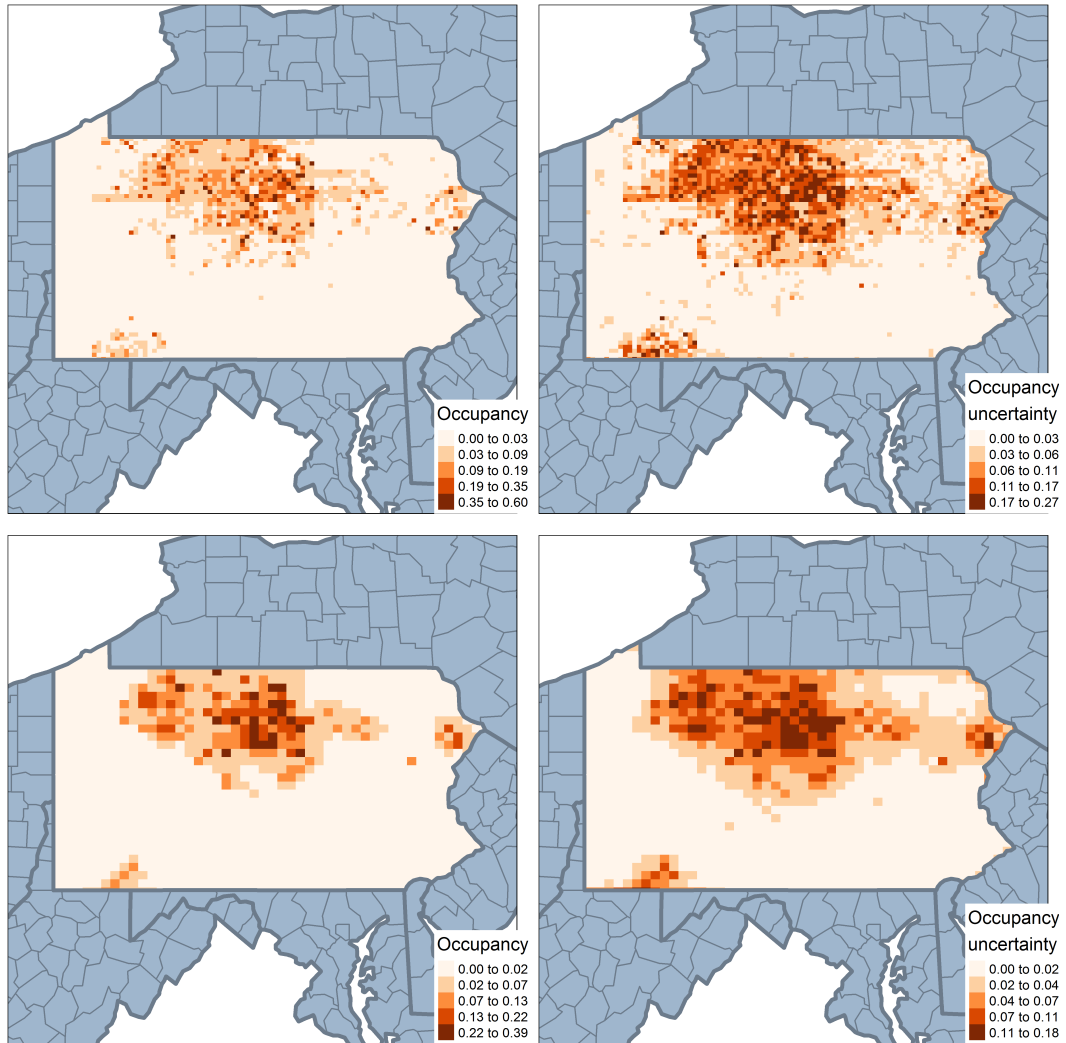 Occupancy
0.00 to 0.03
0.03 to 0.09
0.09 to 0.19
0.19 to 0.35
0.35 to 0.60
Occupancy
uncertainty
0.00 to 0.03
0.03 to 0.06
0.06 to 0.11
0.11 to 0.17
0.17 to 0.27
Occupancy
0.00 to 0.02
0.02 to 0.07
0.07 to 0.13
0.13 to 0.22
0.22 to 0.39
Occupancy
uncertainty
0.00 to 0.02
0.02 to 0.04
0.04 to 0.07
0.07 to 0.11
0.11 to 0.18